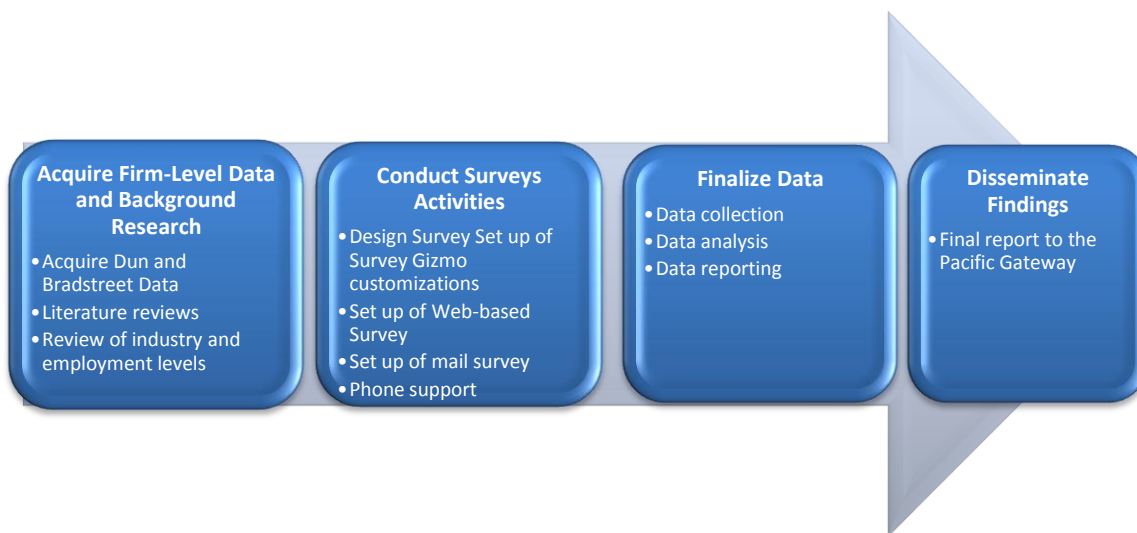 Acquire Firm-Level Data
and Background
Research
•Acquire Dun and
Bradstreet Data
•Literature reviews
•Review of industry and
employment levels
Conduct Surveys
Activities
•Design Survey Set up of
Survey Gizmo
customizations
•Set up of Web-based
Survey
•Set up of mail survey
•Phone support
Finalize Data
•Data collection
•Data analysis
•Data reporting
Disseminate
Findings
•Final report to the
Pacific Gateway